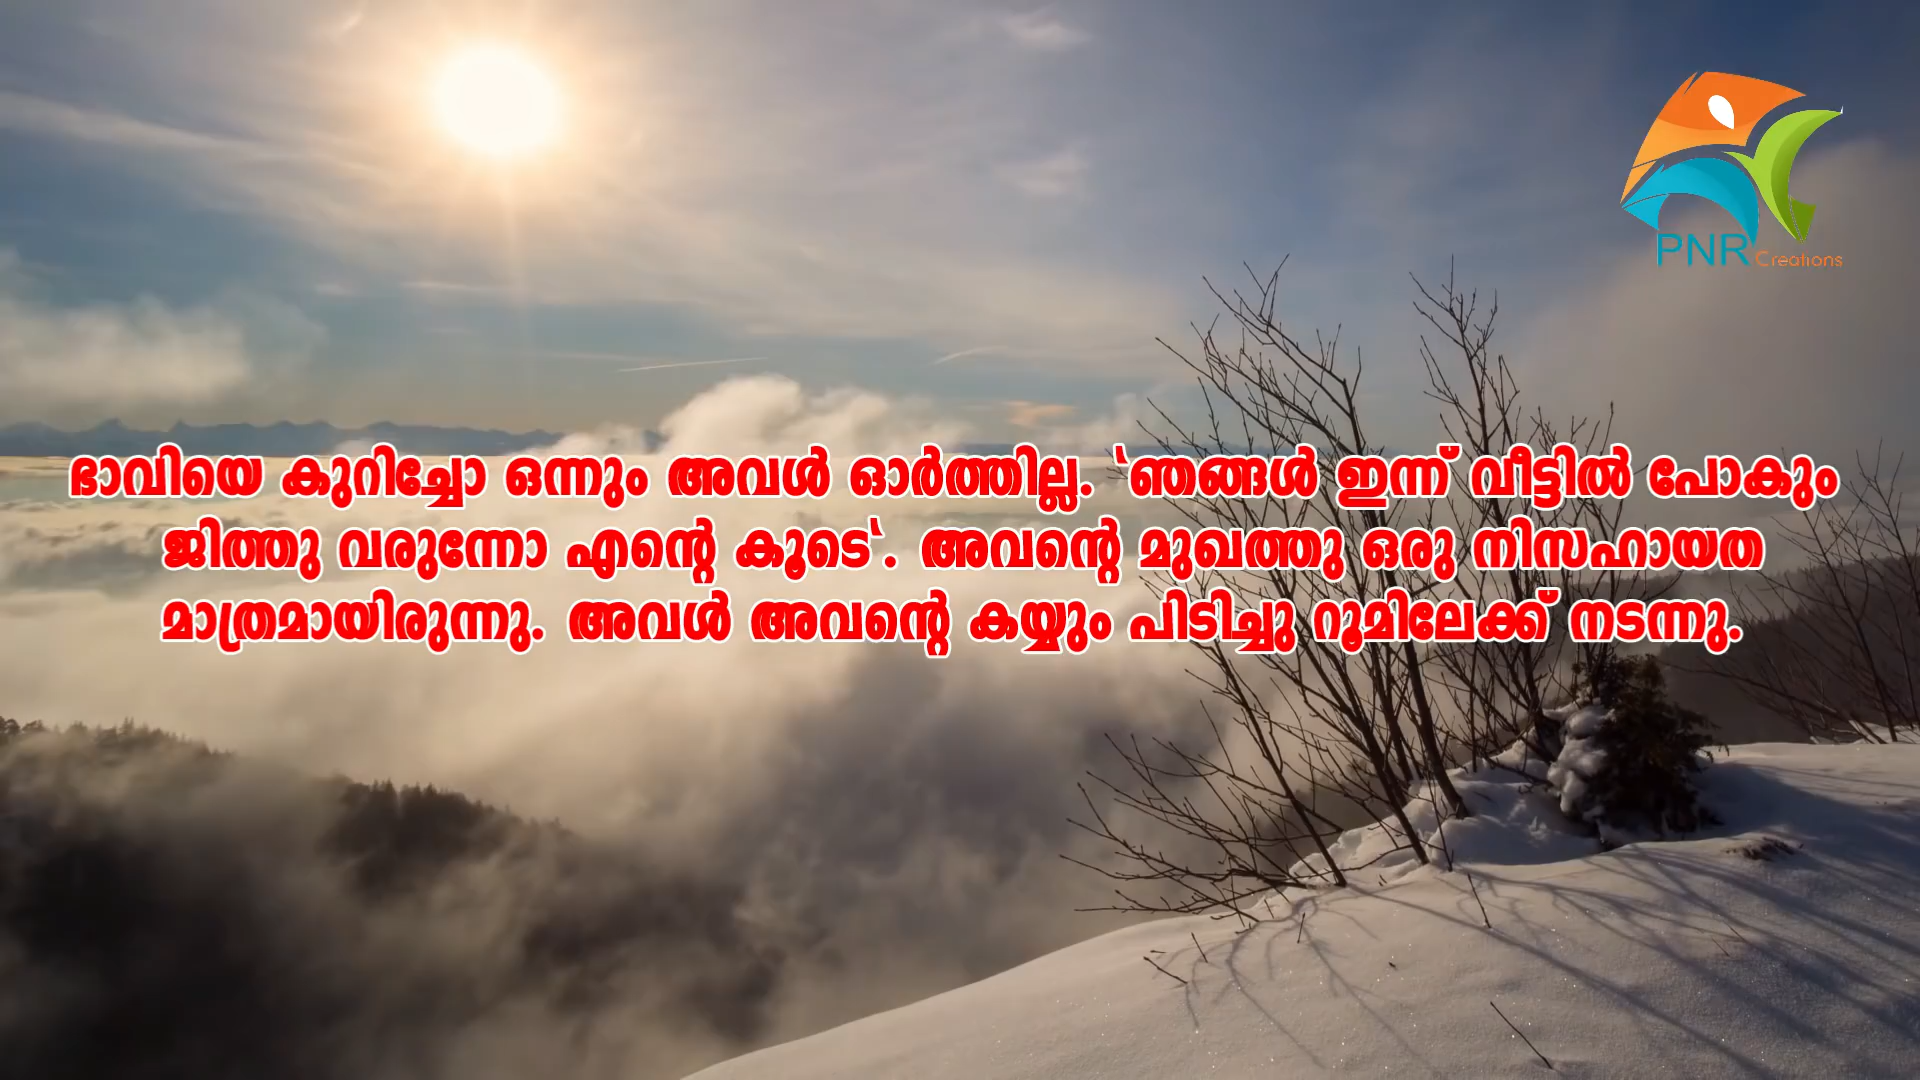 PNR Creations
ഭാവിയെ കുറിച്ചോ ഒന്നും അവൾ ഓർത്തില്ല. 'ഞങ്ങൾ ഇന്ന് വീട്ടിൽ പോകും
ജിത്തു വരുന്നോ എന്റെ കൂടെ'. അവന്റെ മുഖത്തു ഒരു നിസഹായത
മാത്രമായിരുന്നു. അവൾ അവന്റെ കയ്യും പിടിച്ചു റൂമിലേക്ക് നടന്നു.